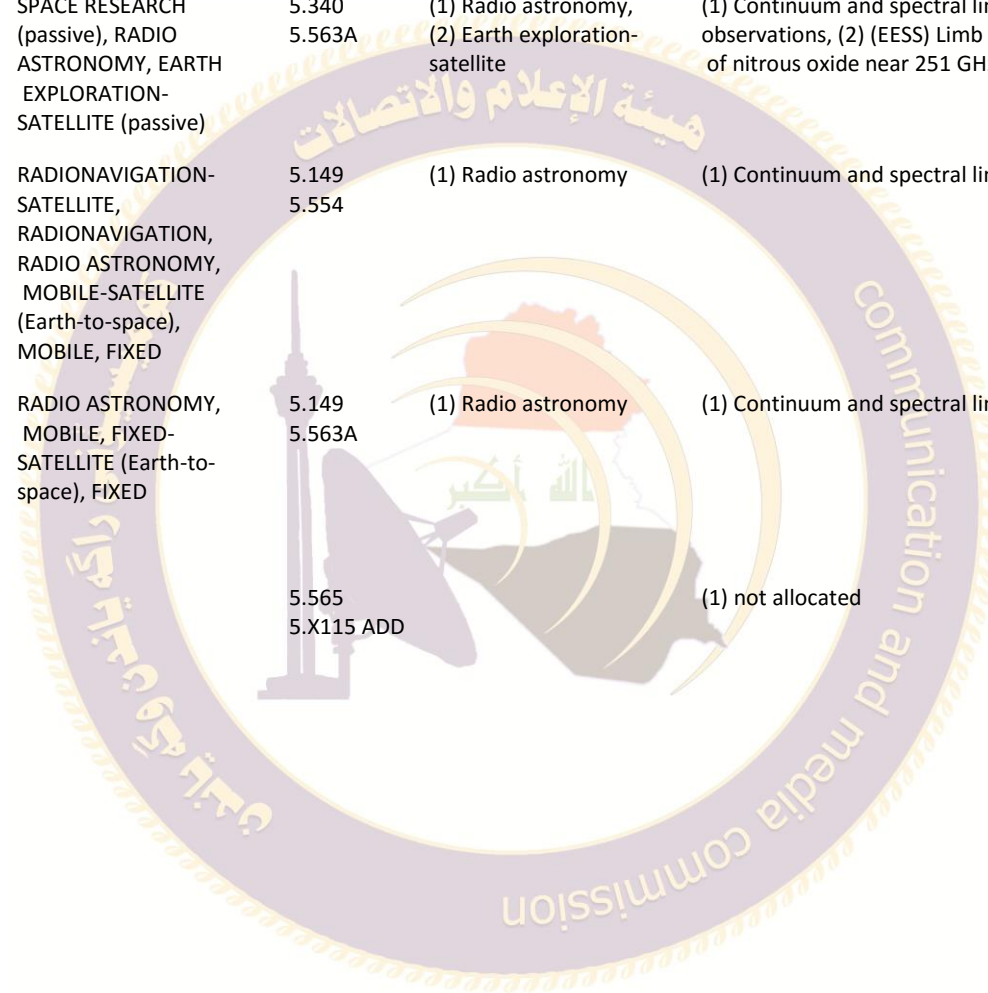 SPACE RESEARCH 5.340 (1) Radio astronomy, (1) Continuum and spectral
(passive), RADIO 5.563A (2) Earth exploration- observations, (2) (EESS) Limb
ASTRONOMY, EARTH satellite of nitrous oxide near 251
EXPLORATION-
SATELLITE (passive)
RADIONAVIGATION- 5.149 (1) Radio astronomy (1) Continuum and spectral
SATELLITE, 5.554
RADIONAVIGATION,
RADIO ASTRONOMY,
MOBILE-SATELLITE
(Earth-to-space),
MOBILE, FIXED
RADIO ASTRONOMY, 5.149 (1) Radio astronomy (1) Continuum and spectral
MOBILE, FIXED- 5.563A
SATELLITE (Earth-to-
space), FIXED
5.565 (1) not allocated
5.X115 ADD
هيئة الإعلام والاتصالات
الله أكبر
communication and media commission